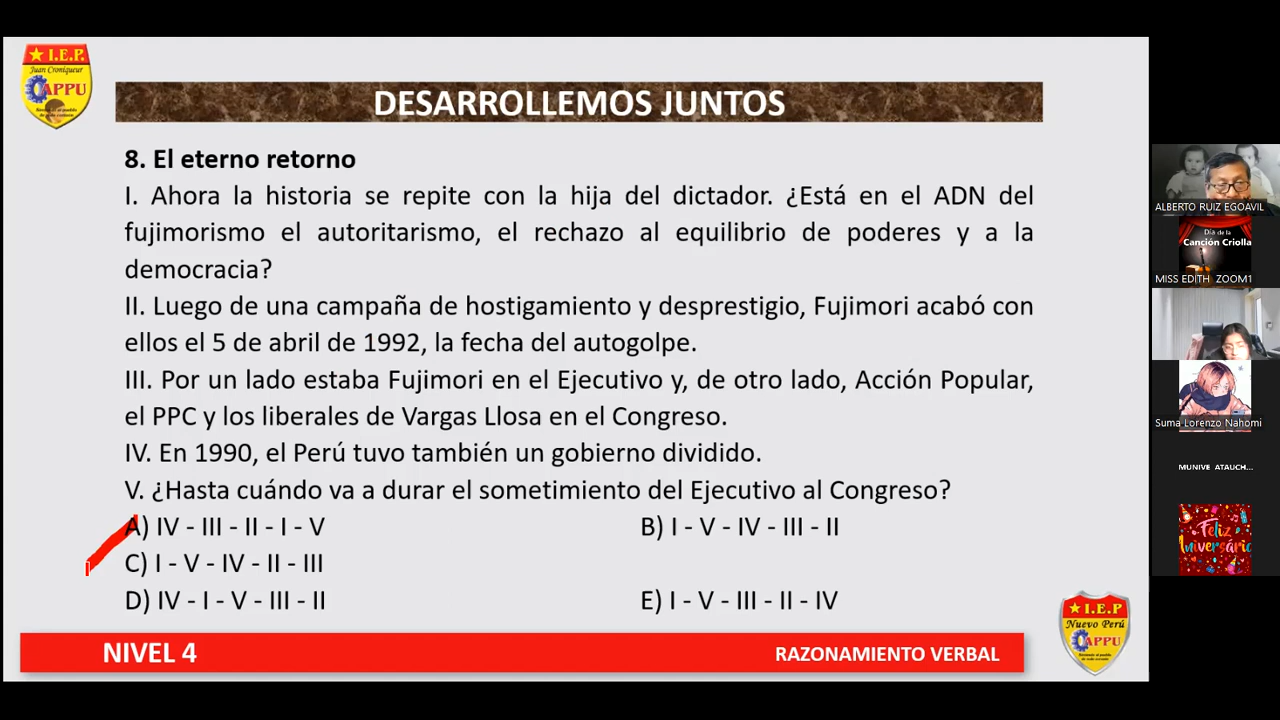 I.E.P.
Juan Croniqueur
APPU
DESARROLLEMOS JUNTOS
8. El eterno retorno
I. Ahora la historia se repite con la hija del dictador. ¿Está en el ADN del
fujimorismo el autoritarismo, el rechazo al equilibrio de poderes y a la
democracia?
II. Luego de una campaña de hostigamiento y desprestigio, Fujimori acabó con
ellos el 5 de abril de 1992, la fecha del autogolpe.
III. Por un lado estaba Fujimori en el Ejecutivo y, de otro lado, Acción Popular,
el PPC y los liberales de Vargas Llosa en el Congreso.
IV. En 1990, el Perú tuvo también un gobierno dividido.
V. ¿Hasta cuándo va a durar el sometimiento del Ejecutivo al Congreso?
A) IV - III - II - I - V
B) I - V - IV - III - II
C) I - V - IV - II - III
D) IV - I - V - III - II
E) I - V - III - II - IV
NIVEL 4
RAZONAMIENTO VERBAL
I.E.P
Nuevo Perú
APPU
ALBERTO RUIZ EGOAVIL
Día de la
Canción Criolla
MISS EDITH ZOOM1
Suma Lorenzo Nahomi
MUNIVE ATAUCH...
Feliz
Aniversario